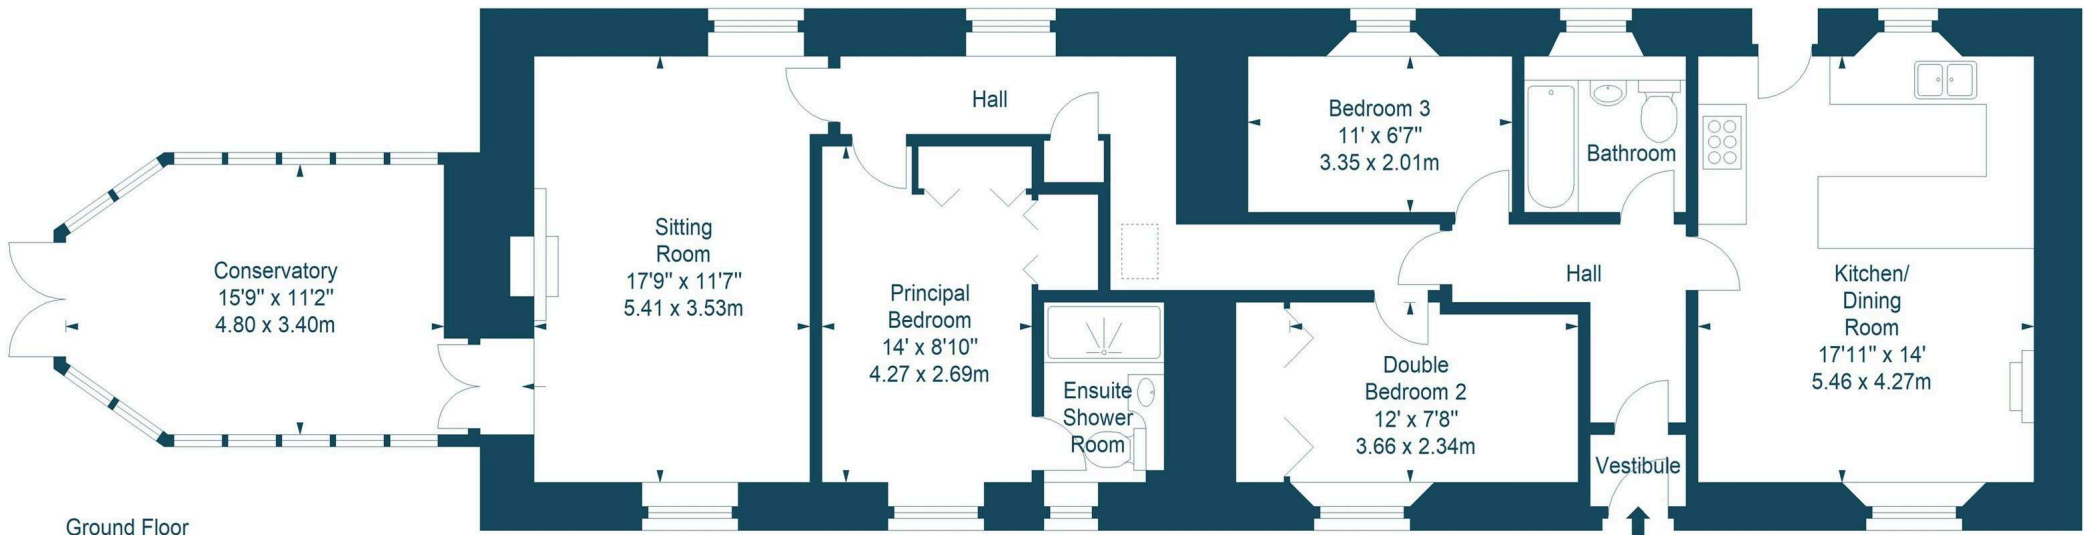 Conservatory
15'9" x 11'2"
4.80 x 3.40m
Sitting
Room
17'9" x 11'7"
5.41 x 3.53m
Hall
Principal
Bedroom
14' x 8'10"
4.27 x 2.69m
Ensuite
Shower
Room
Bedroom 3
11' x 6'7"
3.35 x 2.01m
Bathroom
Hall
Double
Bedroom 2
12' x 7'8"
3.66 x 2.34m
Vestibule
Kitchen/
Dining
Room
17'11" x 14'
5.46 x 4.27m
Ground Floor